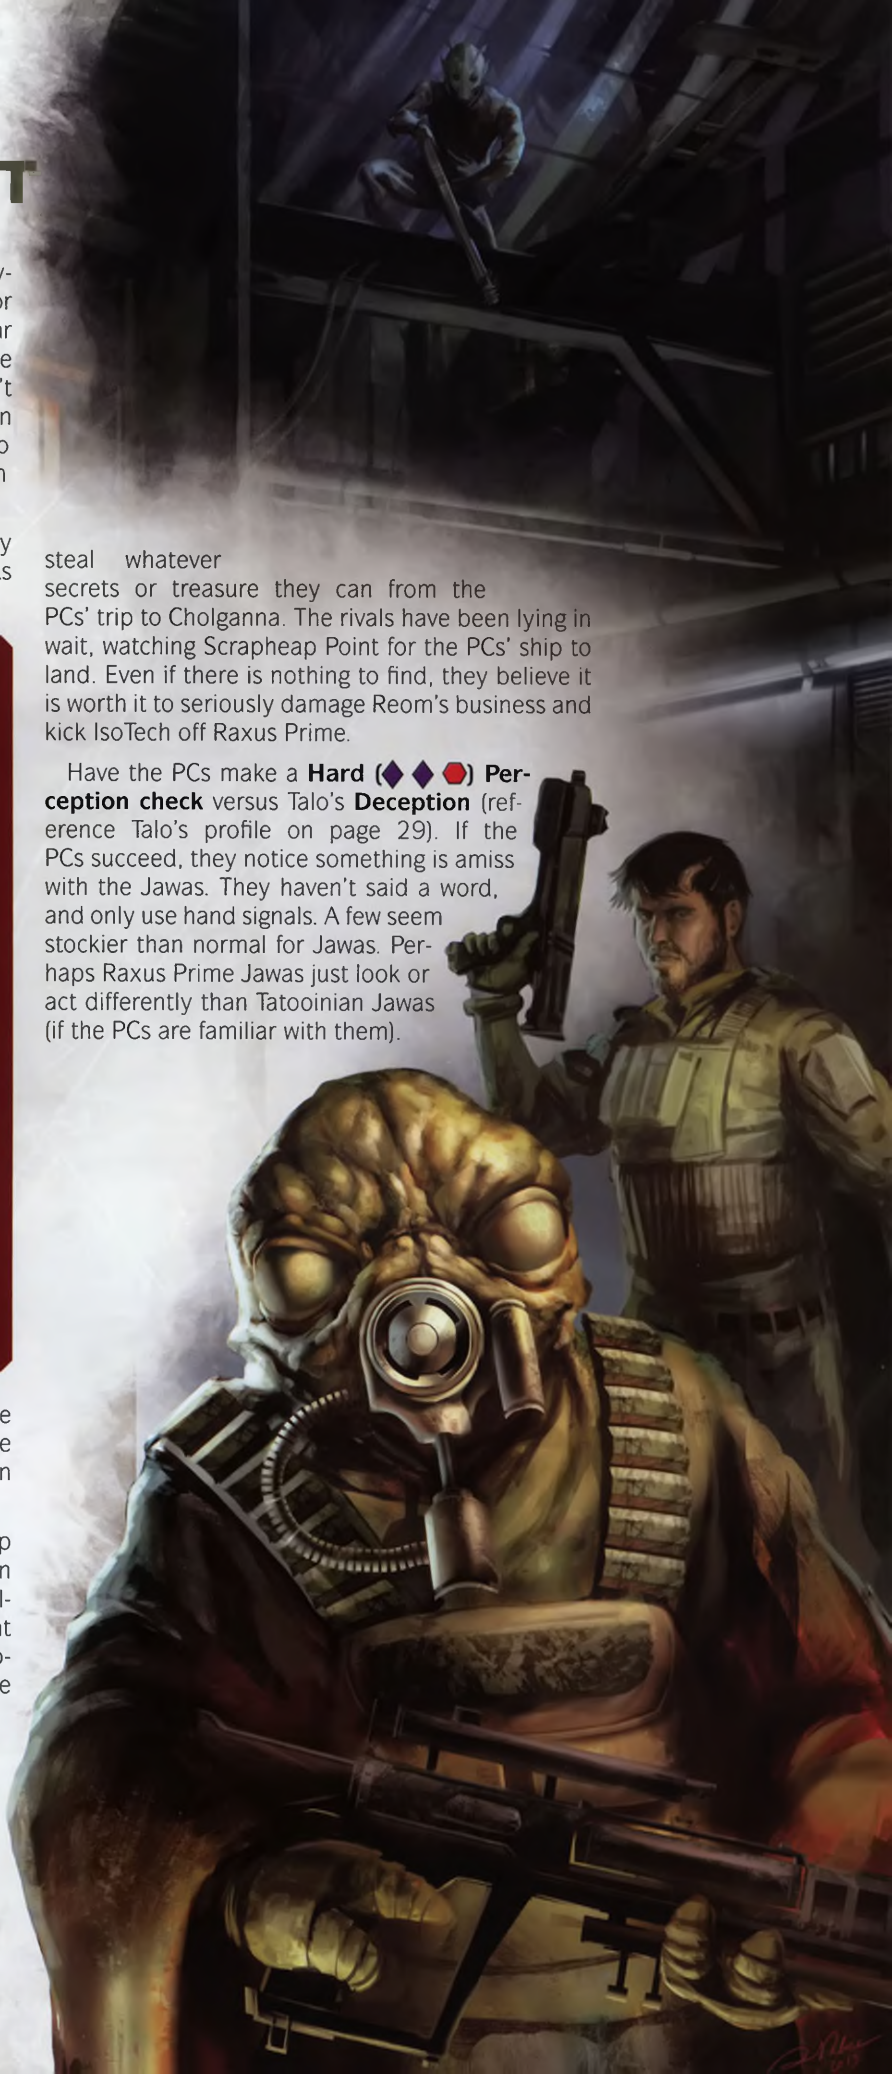 T
y-
or
ar
e
't
n
o
n
y
s
steal whatever
secrets or treasure they can from the
PCs' trip to Cholganna. The rivals have been lying in
wait, watching Scrapheap Point for the PCs' ship to
land. Even if there is nothing to find, they believe it
is worth it to seriously damage Reom's business and
kick IsoTech off Raxus Prime.
Have the PCs make a Hard (♦ ♦ ⬢) Per-
ception check versus Talo's Deception (ref-
erence Talo's profile on page 29). If the
PCs succeed, they notice something is amiss
with the Jawas. They haven't said a word,
and only use hand signals. A few seem
stockier than normal for Jawas. Per-
haps Raxus Prime Jawas just look or
act differently than Tatooinian Jawas
(if the PCs are familiar with them).
e
e
n
p
n
l-
t
o-
e
2013